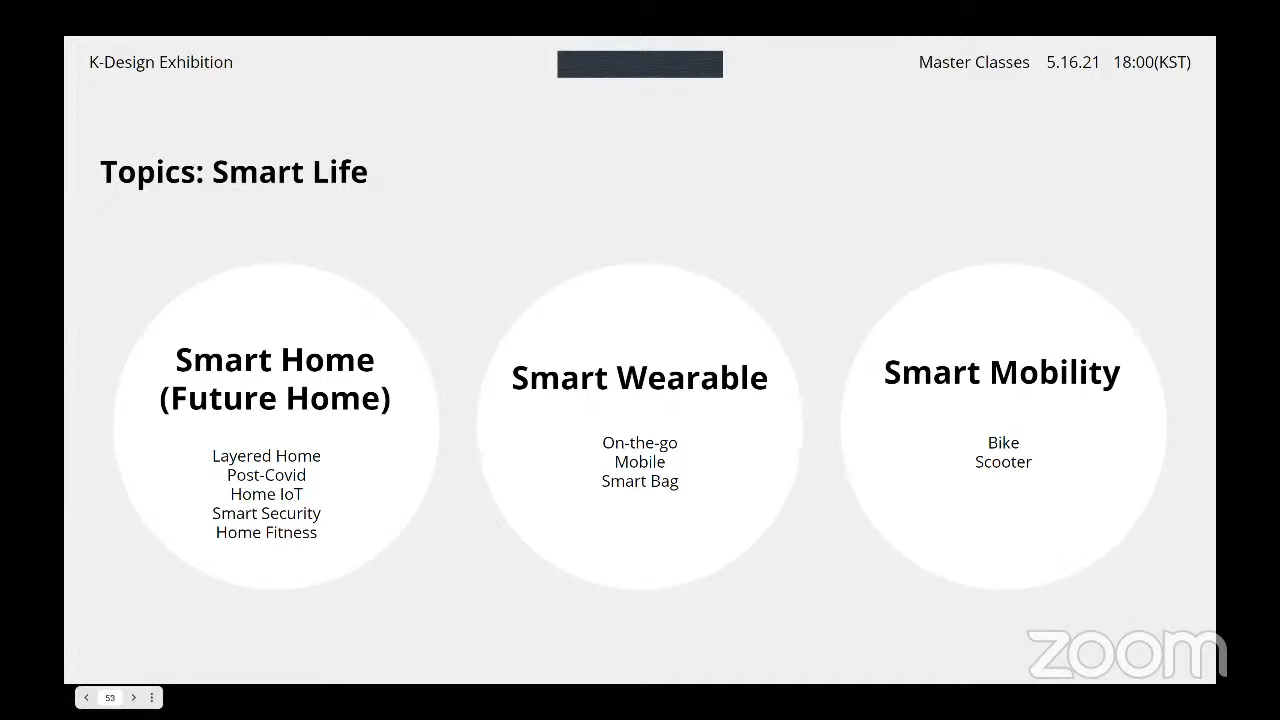 K-Design Exhibition
Master Classes 5.16.21 18:00(KST)
Topics: Smart Life
Smart Home
(Future Home)
Layered Home
Post-Covid
Home IoT
Smart Security
Home Fitness
Smart Wearable
On-the-go
Mobile
Smart Bag
Smart Mobility
Bike
Scooter
zoom
53